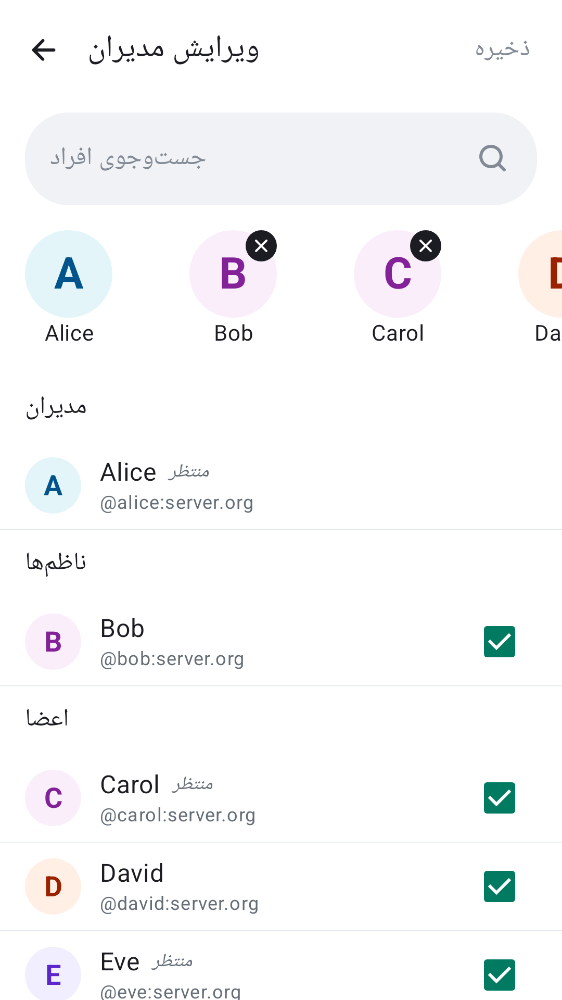 ویرایش مدیران
ذخیره
جست‌وجوی افراد
A
B
C
Alice
Bob
Carol
Da
مدیران
A
Alice منتظر
@alice:server.org
ناظم‌ها
B
Bob
@bob:server.org
اعضا
C
Carol منتظر
@carol:server.org
D
David
@david:server.org
E
Eve منتظر
@eve:server.org